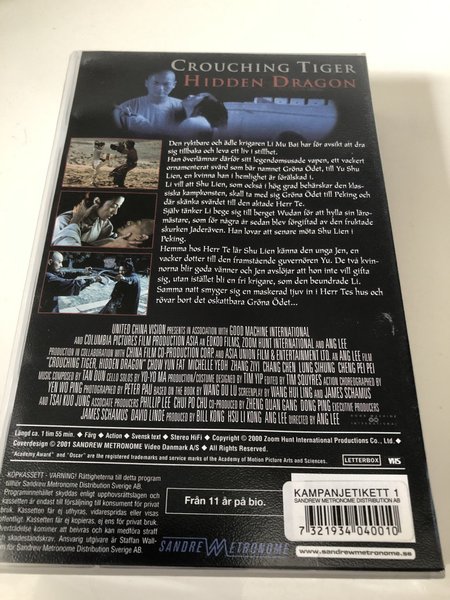 CROUCHING TIGER
HIDDEN DRAGON
Den ryktbare och ädle krigaren Li Mu Bai har för avsikt att dra
sig tillbaka och leva ett liv i stillhet.
Han överlämnar därför sitt legendomsusade vapen, ett vackert
ornamenterat svärd som bär namnet Gröna Ödet, till Yu Shu
Lien, en kvinna han i hemlighet är förälskad i.
Li vill att Shu Lien, som också i hög grad behärskar den klas-
siska kampkonsten, skall ta med sig Gröna Ödet till Peking och
där skänka svärdet till den aktade Herr Te.
Själv tänker Li bege sig till berget Wudan för att hylla sin läro-
mästare, som för några år sedan blev förgiftad av den fruktade
skurken Jaderäven. Han lovar att senare möta Shu Lien i
Peking.
Hemma hos Herr Te lär Shu Lien känna den unga Jen, en
vacker dotter till den framstående guvernören Yu. De två kvin-
norna blir goda vänner och Jen avslöjar att hon inte vill gifta
sig, utan istället bli en fri krigare, som den beundrade Li.
Samma natt smyger sig en maskerad tjuv in i Herr Tes hus och
rövar bort det oskattbara Gröna Ödet...
UNITED CHINA VISION PRESENTS IN ASSOCIATION WITH GOOD MACHINE INTERNATIONAL
AND COLUMBIA PICTURES FILM PRODUCTION ASIA AN EDKO FILMS, ZOOM HUNT INTERNATIONAL AND ANG LEE
PRODUCTION IN COLLABORATION WITH CHINA FILM CO-PRODUCTION CORP. AND ASIA UNION FILM & ENTERTAINMENT LTD. AN ANG LEE FILM
"CROUCHING TIGER, HIDDEN DRAGON" CHOW YUN FAT MICHELLE YEOH ZHANG ZIYI CHANG CHEN LUNG SIHUNG CHENG PEI PEI
MUSIC COMPOSED BY TAN DUN CELLO SOLOS BY YO-YO MA PRODUCTION/COSTUME DESIGNED BY TIM YIP EDITED BY TIM SQUYRES ACTION CHOREOGRAPHED BY
YUEN WO PING PHOTOGRAPHED BY PETER PAU BASED ON THE BOOK BY WANG DU LU SCREENPLAY BY WANG HUI LING AND JAMES SCHAMUS
AND TSAI KUO JUNG ASSOCIATE PRODUCERS PHILIP LEE CHUI PO CHU CO-PRODUCED BY ZHENG QUAN GANG DONG PING EXECUTIVE PRODUCERS
JAMES SCHAMUS DAVID LINDE PRODUCED BY BILL KONG HSU LI KONG ANG LEE DIRECTED BY ANG LEE
Längd ca. 1 tim 55 min. • Färg • Action • Svensk text • Stereo HiFi • Copyright © 2000 Zoom Hunt International Productions Co., Ltd.
Coverdesign © 2001 SANDREW METRONOME Video Danmark A/S • All Rights Reserved.
"Academy Award" and "Oscar" are the registered trademarks and service marks of the Academy of Motion Picture Arts and Sciences.
LETTERBOX
VHS
KÖPKASSETT - VARNING! Rättigheterna till detta program
Från 11 år på bio.
KAMPANJETIKETT 1
SANDREW METRONOME DISTRIBUTION AB
7 321934 040010
www.sandrewmetronome.se
SANDREW METRONOME